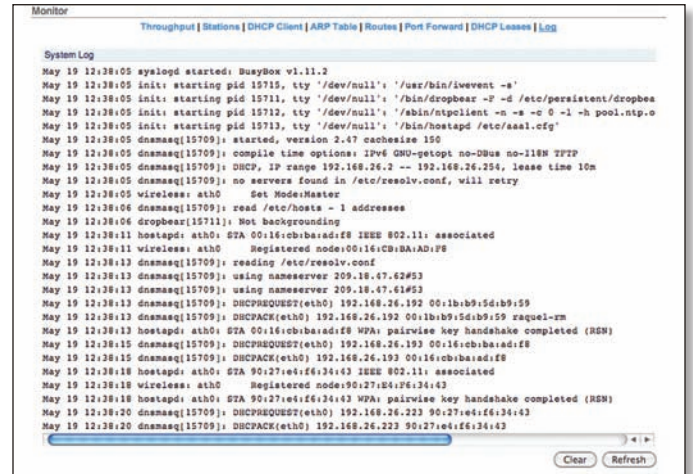 Monitor
Throughput | Stations | DHCP Client | ARP Table | Routes | Port Forward | DHCP Leases | Log
System Log
May 19 12:38:05 syslogd started: BusyBox v1.11.2
May 19 12:38:05 init: starting pid 15715, tty '/dev/null': '/usr/bin/iwevent -s'
May 19 12:38:05 init: starting pid 15711, tty '/dev/null': '/bin/dropbear -F -d /etc/persistent/dropbea
May 19 12:38:05 init: starting pid 15712, tty '/dev/null': '/sbin/ntpclient -n -s -c 0 -l -h pool.ntp.o
May 19 12:38:05 init: starting pid 15713, tty '/dev/null': '/bin/hostapd /etc/aaa1.cfg'
May 19 12:38:05 dnsmasq[15709]: started, version 2.47 cachesize 150
May 19 12:38:05 dnsmasq[15709]: compile time options: IPv6 GNU-getopt no-DBus no-I18N TFTP
May 19 12:38:05 dnsmasq[15709]: DHCP, IP range 192.168.26.2 -- 192.168.26.254, lease time 10m
May 19 12:38:05 dnsmasq[15709]: no servers found in /etc/resolv.conf, will retry
May 19 12:38:05 wireless: ath0 Set Mode:Master
May 19 12:38:06 dnsmasq[15709]: read /etc/hosts - 1 addresses
May 19 12:38:06 dropbear[15711]: Not backgrounding
May 19 12:38:11 hostapd: ath0: STA 00:16:cb:ba:ad:f8 IEEE 802.11: associated
May 19 12:38:11 wireless: ath0 Registered node:00:16:CB:BA:AD:F8
May 19 12:38:13 dnsmasq[15709]: reading /etc/resolv.conf
May 19 12:38:13 dnsmasq[15709]: using nameserver 209.18.47.62#53
May 19 12:38:13 dnsmasq[15709]: using nameserver 209.18.47.61#53
May 19 12:38:13 dnsmasq[15709]: DHCPREQUEST(eth0) 192.168.26.192 00:1b:b9:5d:b9:59
May 19 12:38:13 dnsmasq[15709]: DHCPACK(eth0) 192.168.26.192 00:1b:b9:5d:b9:59 raquel-rm
May 19 12:38:13 hostapd: ath0: STA 00:16:cb:ba:ad:f8 WPA: pairwise key handshake completed (RSN)
May 19 12:38:15 dnsmasq[15709]: DHCPREQUEST(eth0) 192.168.26.193 00:16:cb:ba:ad:f8
May 19 12:38:15 dnsmasq[15709]: DHCPACK(eth0) 192.168.26.193 00:16:cb:ba:ad:f8
May 19 12:38:18 hostapd: ath0: STA 90:27:e4:f6:34:43 IEEE 802.11: associated
May 19 12:38:18 wireless: ath0 Registered node:90:27:E4:F6:34:43
May 19 12:38:18 hostapd: ath0: STA 90:27:e4:f6:34:43 WPA: pairwise key handshake completed (RSN)
May 19 12:38:20 dnsmasq[15709]: DHCPREQUEST(eth0) 192.168.26.223 90:27:e4:f6:34:43
May 19 12:38:20 dnsmasq[15709]: DHCPACK(eth0) 192.168.26.223 90:27:e4:f6:34:43
Clear Refresh